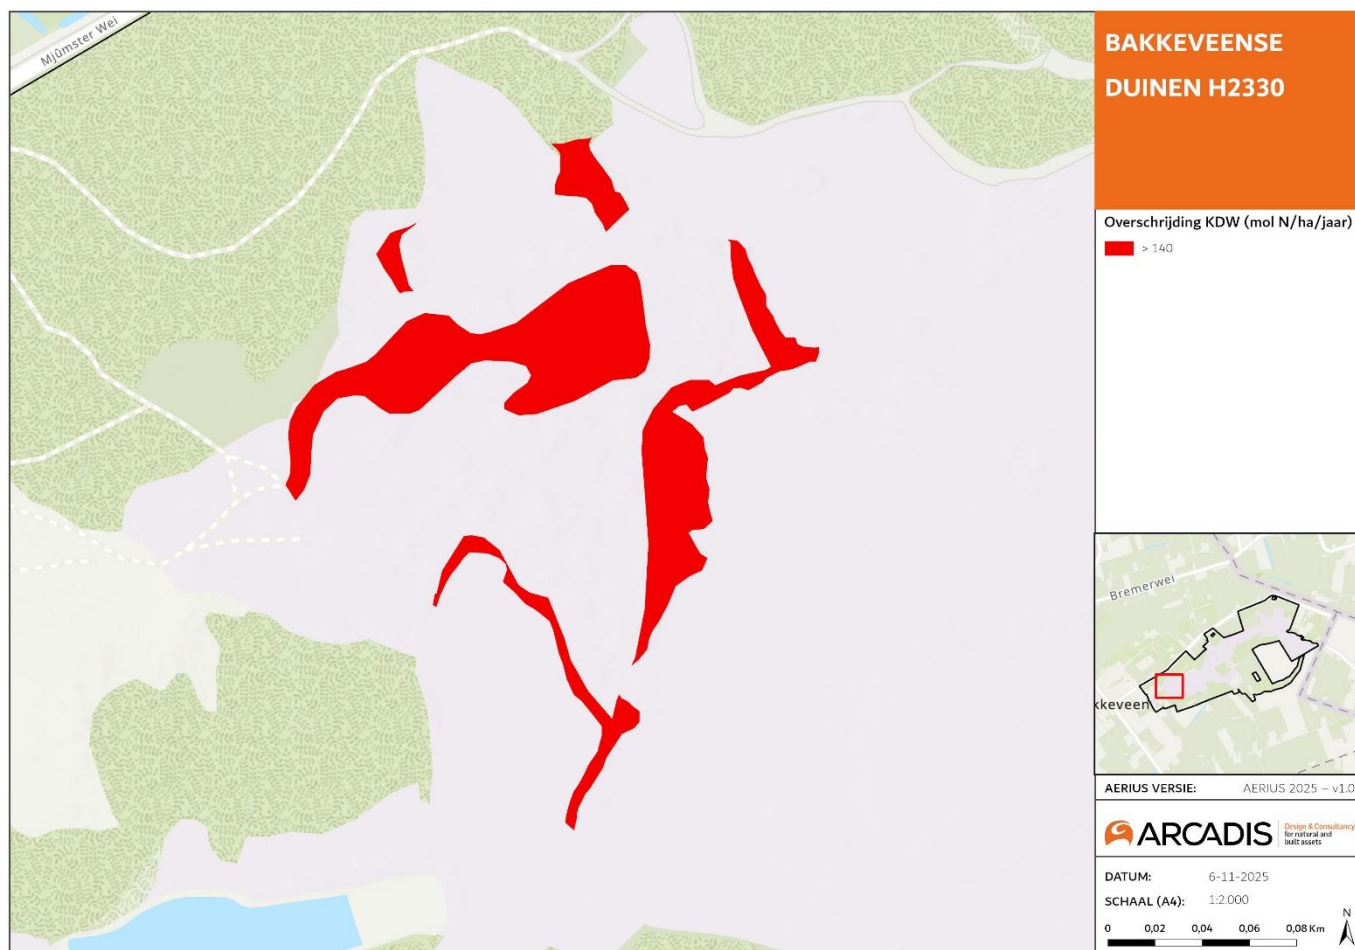 Mjûmster Wei
BAKKEVEENSE
DUINEN H2330
Overschrijding KDW (mol N/ha/jaar)
> 140
Bremerwei
kkeveen
AERIUS VERSIE: AERIUS 2025 – v1.0
ARCADIS
Design & Consultancy
for natural and
built assets
DATUM: 6-11-2025
SCHAAL (A4): 1:2.000
N
0 0,02 0,04 0,06 0,08 Km